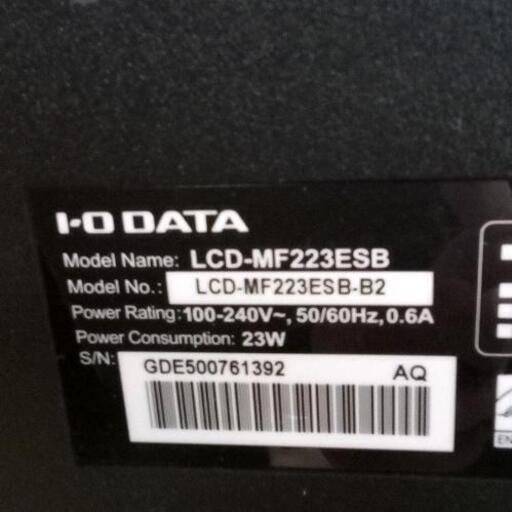 I-O DATA
Model Name: LCD-MF223ESB
Model No.: LCD-MF223ESB-B2
Power Rating: 100-240V~, 50/60Hz, 0.6A
Power Consumption: 23W
S/N: GDE500761392 AQ
EN